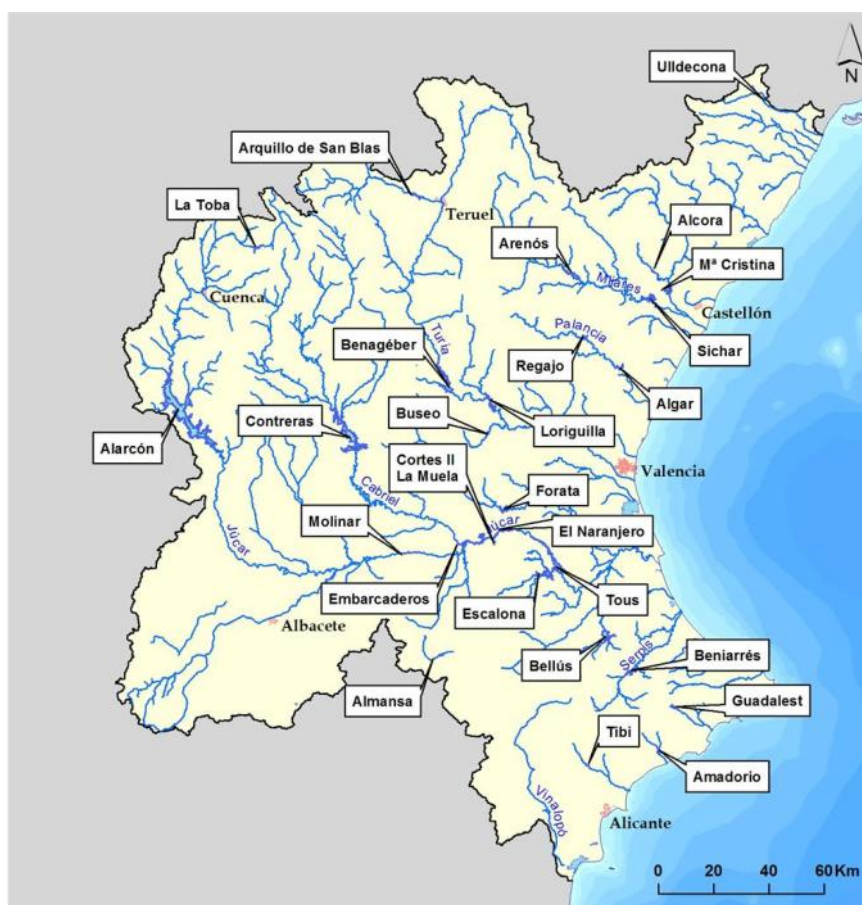 Ulldecona
N
Arquillo de San Blas
La Toba
Teruel
Alcora
Arenós
Mª Cristina
Mijares
Cuenca
Castellón
Palancia
Sichar
Turia
Benagéber
Regajo
Algar
Buseo
Loriguilla
Contreras
Alarcón
Cortes II
La Muela
Valencia
Cabriel
Forata
Molinar
Júcar
El Naranjero
Júcar
Embarcaderos
Escalona
Tous
Albacete
Bellús
Serpis
Beniarrés
Almansa
Guadalest
Tibi
Amadorio
Vinalopó
Alicante
0 20 40 60 Km